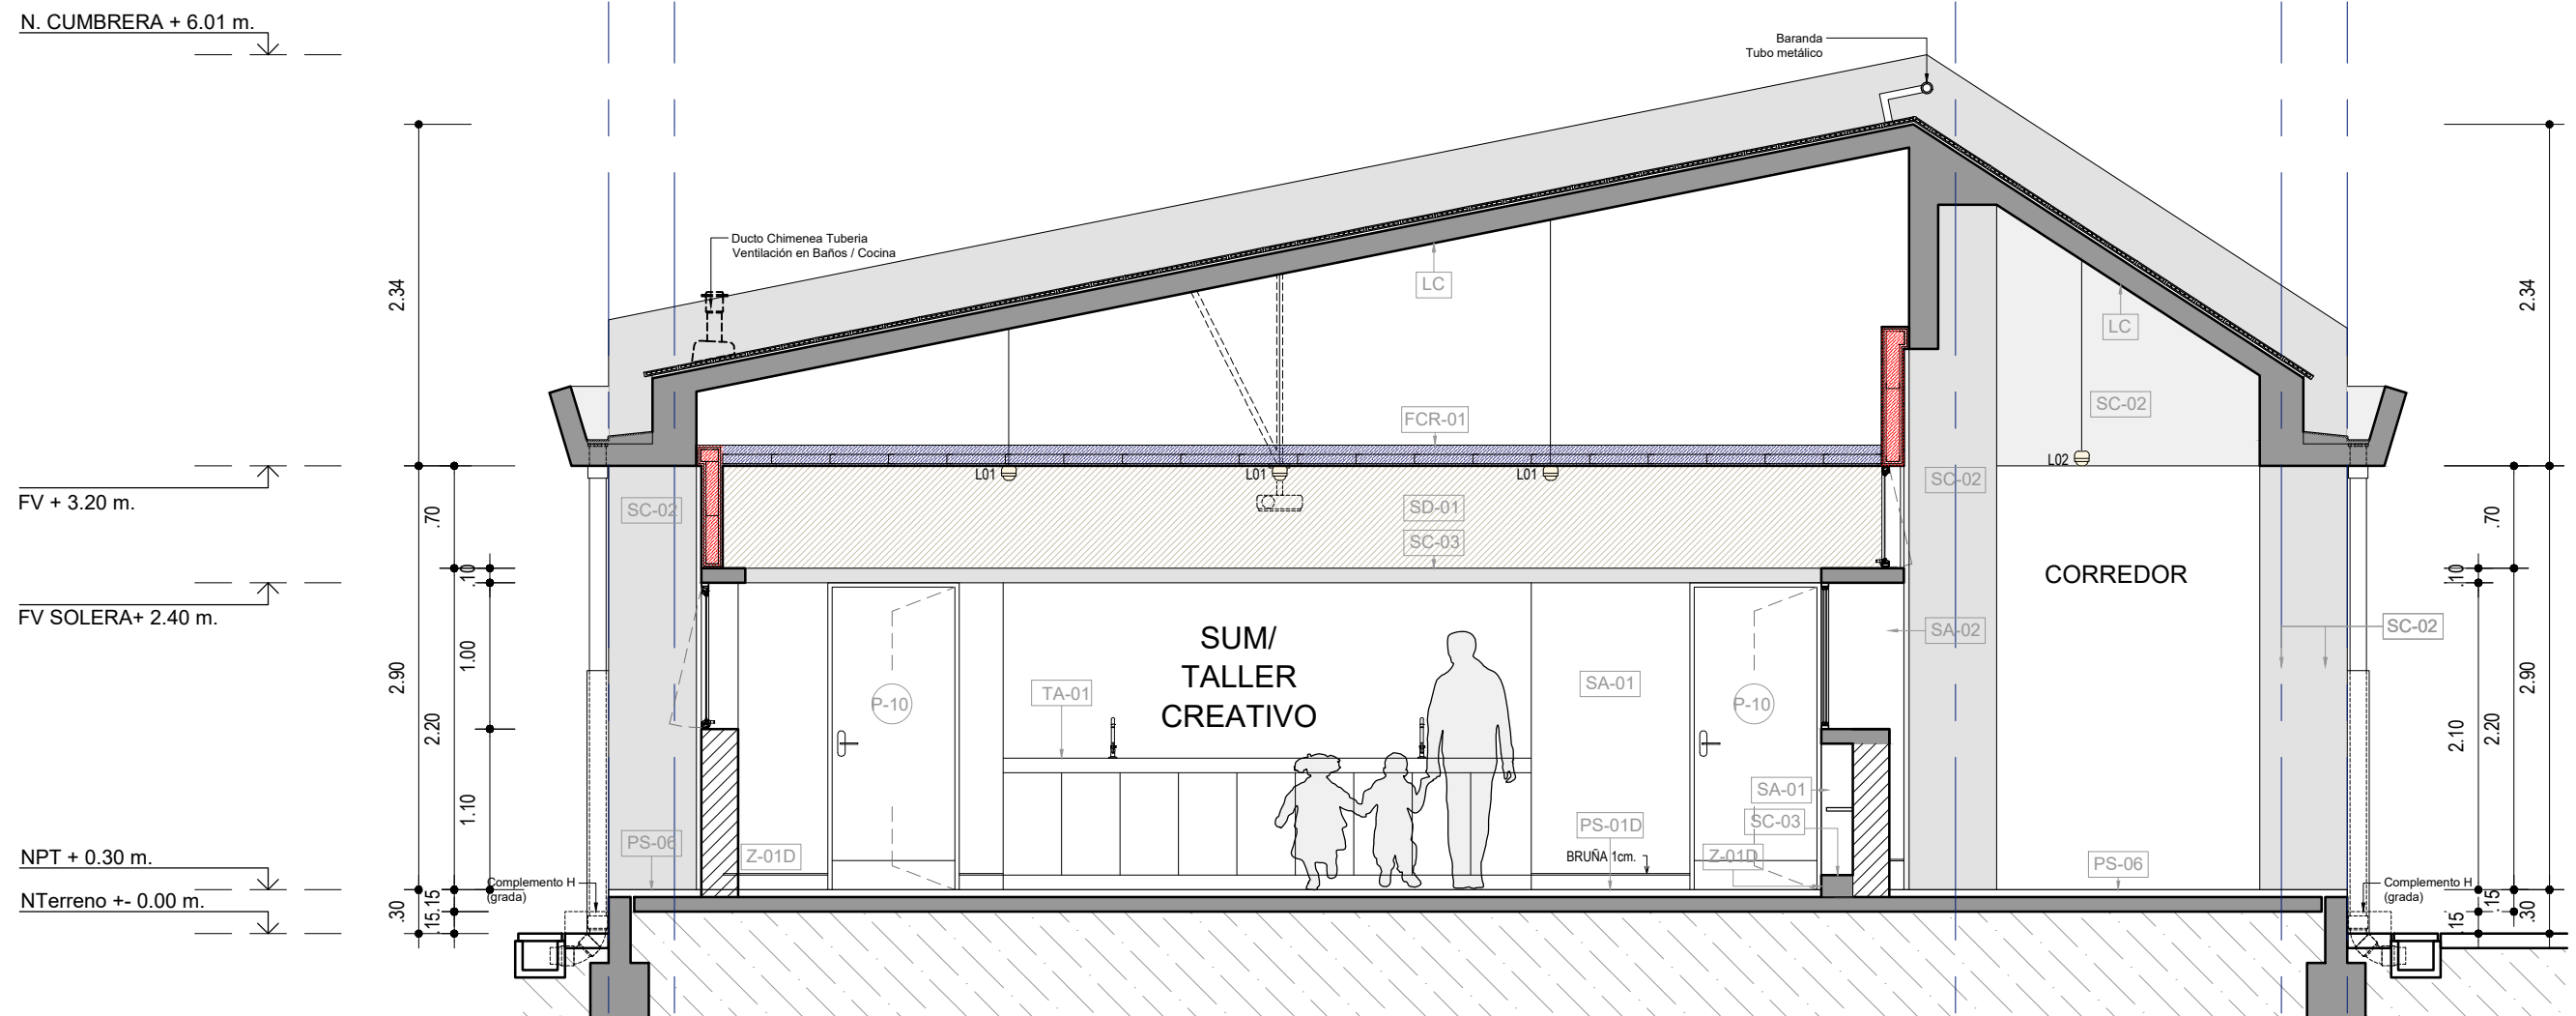 N. CUMBRERA + 6.01 m.
Baranda
Tubo metálico
Ducto Chimenea Tuberia
Ventilación en Baños / Cocina
2.34
LC
2.34
LC
FCR-01
SC-02
L01
L01
L01
L02
FV + 3.20 m.
SC-02
.70
SD-01
SC-03
SC-02
.70
.10
FV SOLERA+ 2.40 m.
CORREDOR
.10
SUM/
TALLER
CREATIVO
SA-02
SC-02
2.90
1.00
2.20
TA-01
P-10
SA-01
P-10
2.10
2.20
2.90
1.10
SA-01
SC-03
PS-01D
PS-06
Z-01D
BRUÑA 1cm.
Z-01D
PS-06
NPT + 0.30 m.
NTerreno +- 0.00 m.
Complemento H
(grada)
.30
.15
.15
Complemento H
(grada)
.15
.15
.30